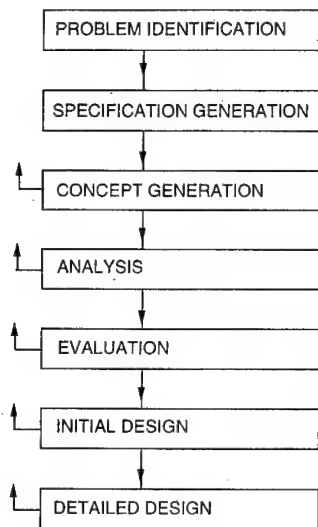 PROBLEM IDENTIFICATION
SPECIFICATION GENERATION
CONCEPT GENERATION
ANALYSIS
EVALUATION
INITIAL DESIGN
DETAILED DESIGN